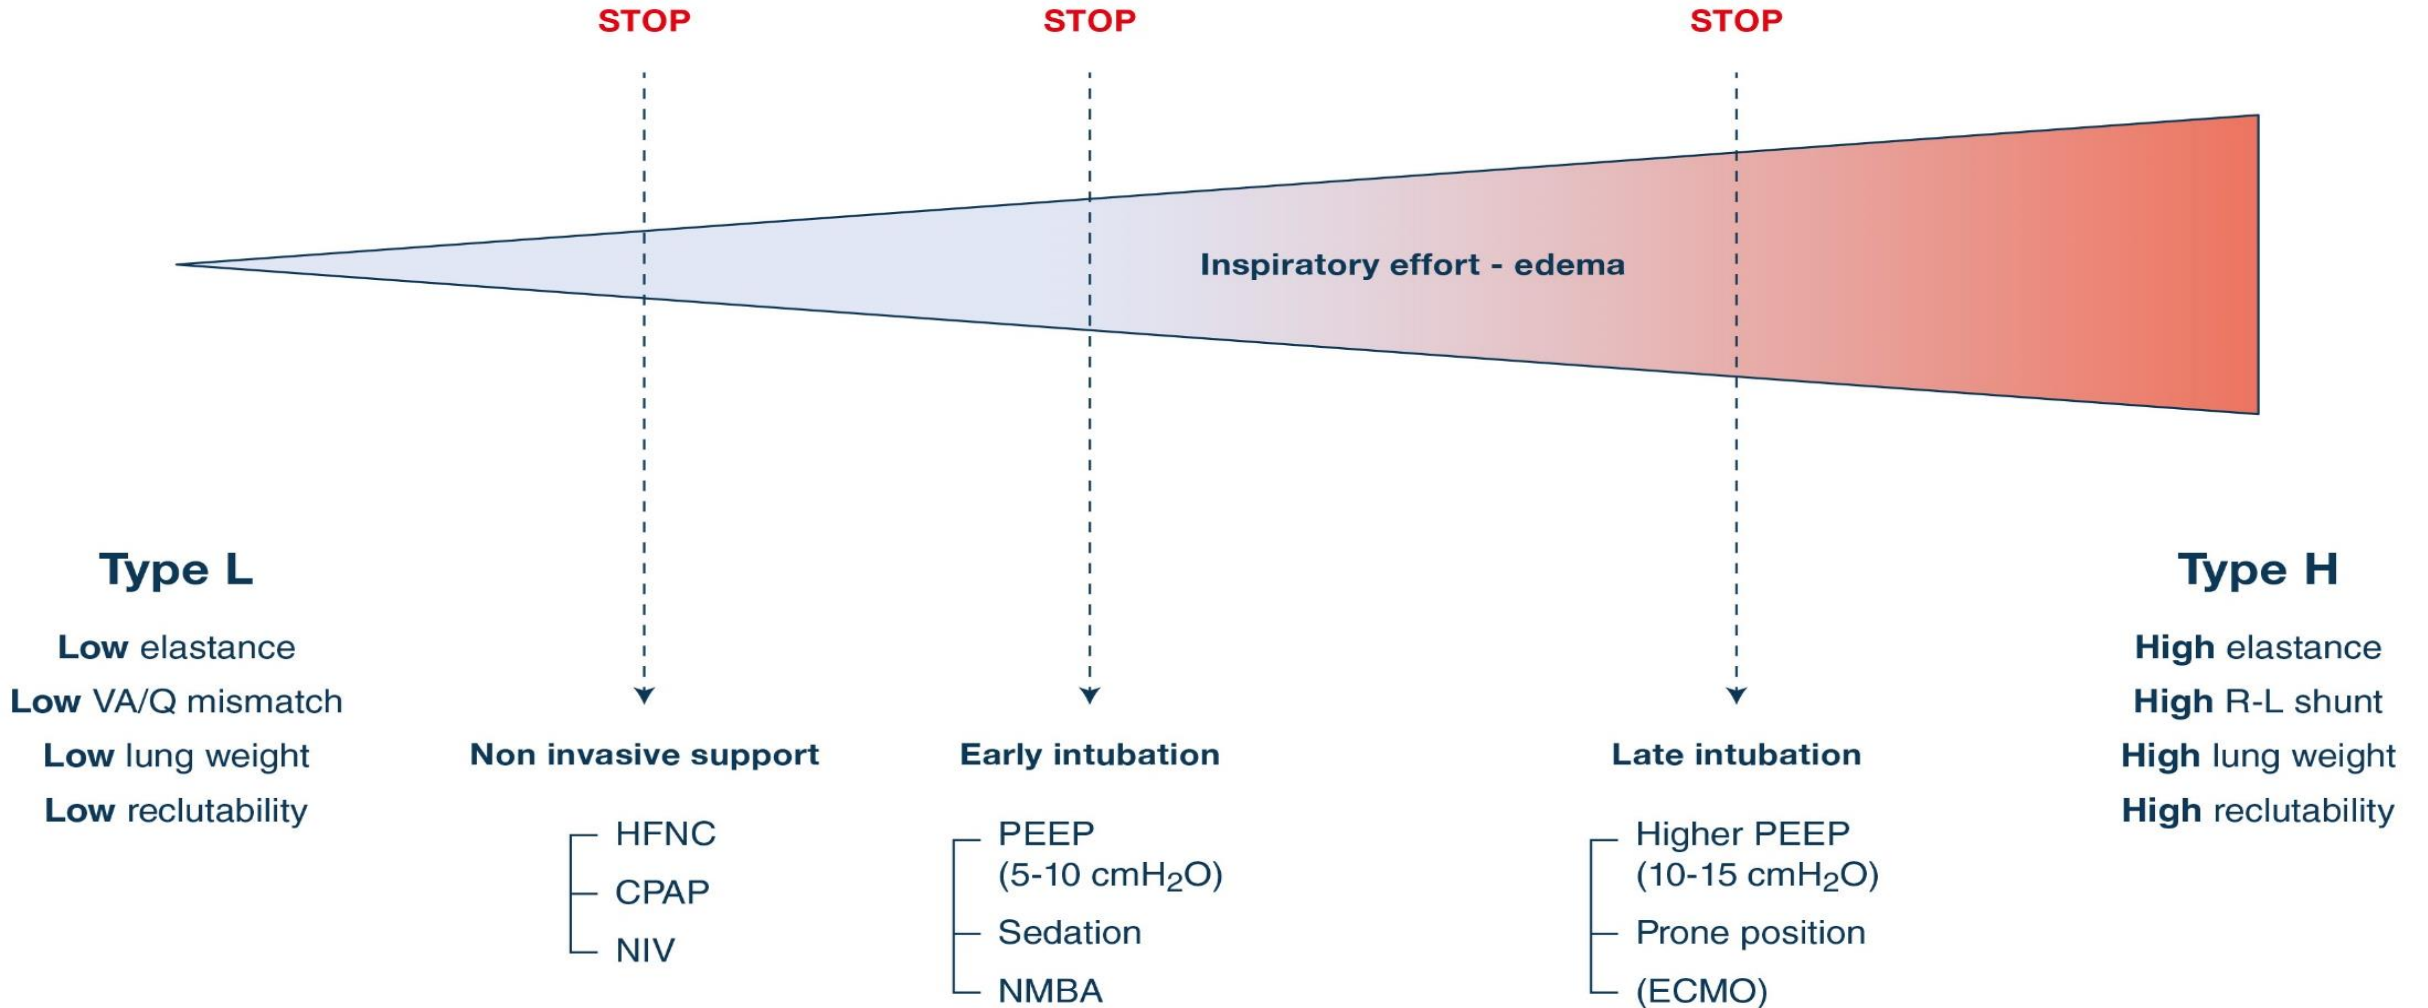 STOP
STOP
STOP
Inspiratory effort - edema
Type L
Low elastance
Low VA/Q mismatch
Low lung weight
Low reclutability
Non invasive support
HFNC
CPAP
NIV
Early intubation
PEEP
(5-10 cmH₂O)
Sedation
NMBA
Late intubation
Higher PEEP
(10-15 cmH₂O)
Prone position
(ECMO)
Type H
High elastance
High R-L shunt
High lung weight
High reclutability